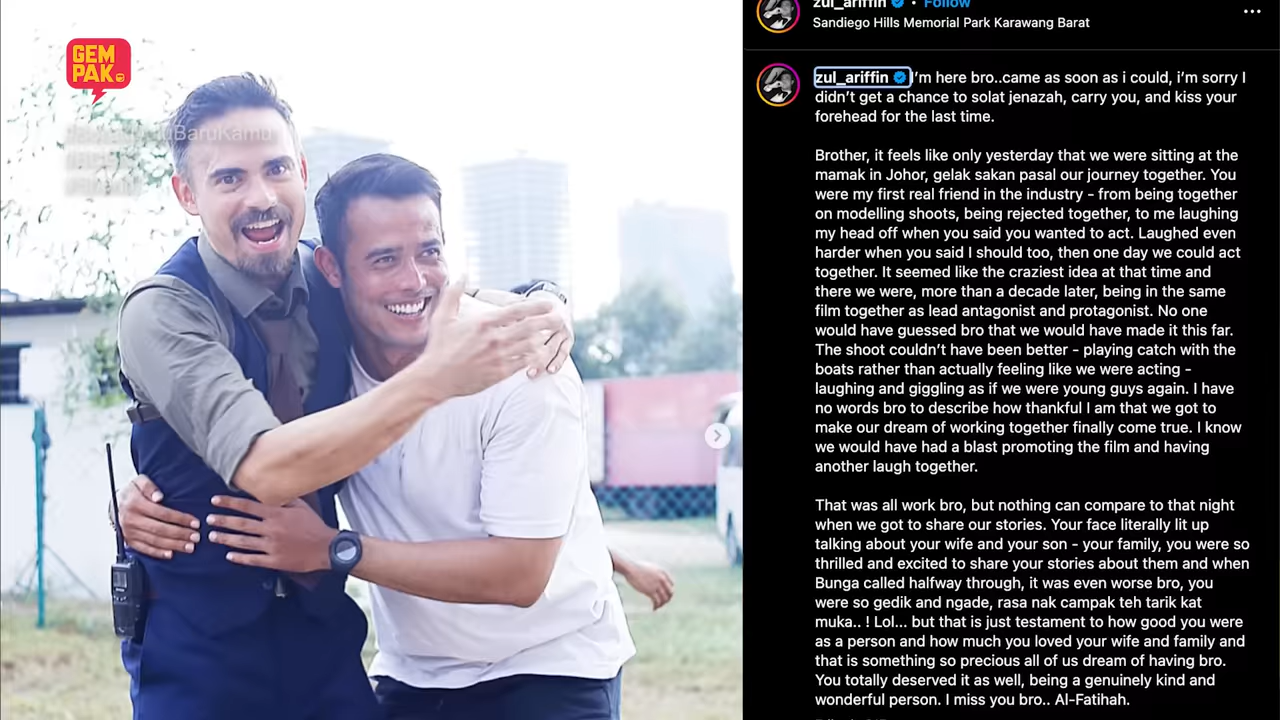 GEM
PAK
BaruKamu
zul_ariffin • Follow
Sandiego Hills Memorial Park Karawang Barat
zul_ariffin I'm here bro..came as soon as i could, i'm sorry I
didn't get a chance to solat jenazah, carry you, and kiss your
forehead for the last time.
Brother, it feels like only yesterday that we were sitting at the
mamak in Johor, gelak sakan pasal our journey together. You
were my first real friend in the industry - from being together
on modelling shoots, being rejected together, to me laughing
my head off when you said you wanted to act. Laughed even
harder when you said I should too, then one day we could act
together. It seemed like the craziest idea at that time and
there we were, more than a decade later, being in the same
film together as lead antagonist and protagonist. No one
would have guessed bro that we would have made it this far.
The shoot couldn't have been better - playing catch with the
boats rather than actually feeling like we were acting -
laughing and giggling as if we were young guys again. I have
no words bro to describe how thankful I am that we got to
make our dream of working together finally come true. I know
we would have had a blast promoting the film and having
another laugh together.
That was all work bro, but nothing can compare to that night
when we got to share our stories. Your face literally lit up
talking about your wife and your son - your family, you were so
thrilled and excited to share your stories about them and when
Bunga called halfway through, it was even worse bro, you
were so gedik and ngade, rasa nak campak teh tarik kat
muka.. ! Lol... but that is just testament to how good you were
as a person and how much you loved your wife and family and
that is something so precious all of us dream of having bro.
You totally deserved it as well, being a genuinely kind and
wonderful person. I miss you bro.. Al-Fatihah.